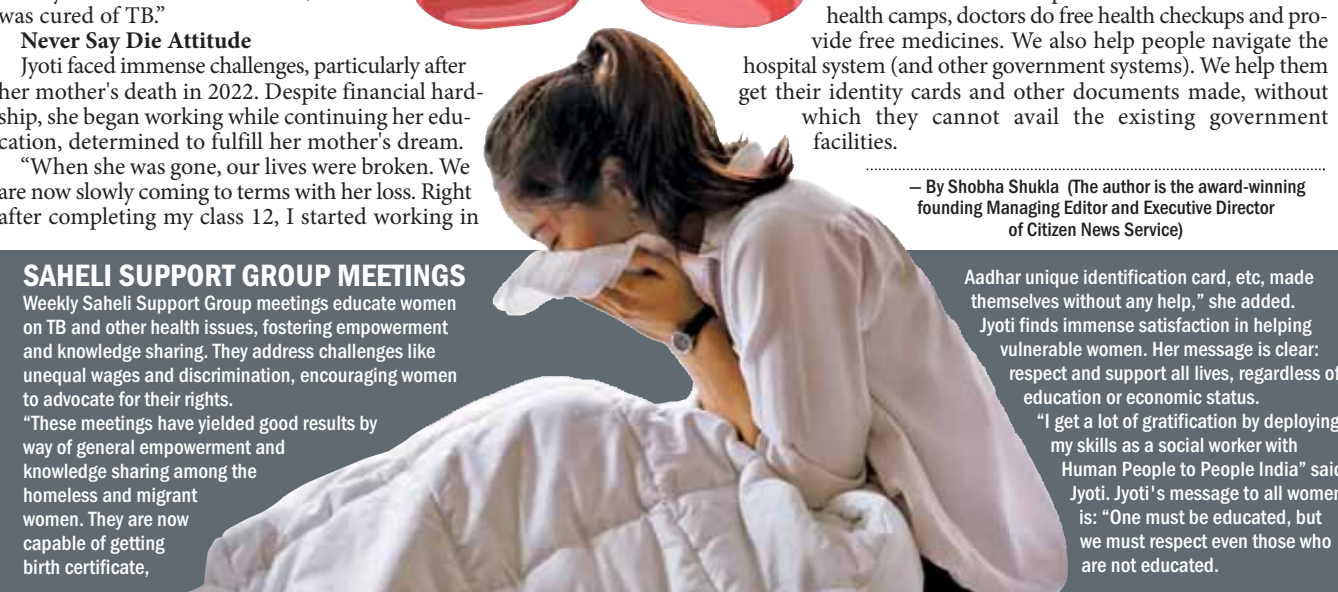 was cured of TB.”
Never Say Die Attitude
Jyoti faced immense challenges, particularly after
her mother's death in 2022. Despite financial hard-
ship, she began working while continuing her edu-
cation, determined to fulfill her mother's dream.
“When she was gone, our lives were broken. We
are now slowly coming to terms with her loss. Right
after completing my class 12, I started working in
health camps, doctors do free health checkups and pro-
vide free medicines. We also help people navigate the
hospital system (and other government systems). We help them
get their identity cards and other documents made, without
which they cannot avail the existing government
facilities.
– By Shobha Shukla (The author is the award-winning
founding Managing Editor and Executive Director
of Citizen News Service)
SAHELI SUPPORT GROUP MEETINGS
Weekly Saheli Support Group meetings educate women
on TB and other health issues, fostering empowerment
and knowledge sharing. They address challenges like
unequal wages and discrimination, encouraging women
to advocate for their rights.
“These meetings have yielded good results by
way of general empowerment and
knowledge sharing among the
homeless and migrant
women. They are now
capable of getting
birth certificate,
Aadhar unique identification card, etc, made
themselves without any help,” she added.
Jyoti finds immense satisfaction in helping
vulnerable women. Her message is clear:
respect and support all lives, regardless of
education or economic status.
“I get a lot of gratification by deploying
my skills as a social worker with
Human People to People India” said
Jyoti. Jyoti's message to all women
is: “One must be educated, but
we must respect even those who
are not educated.